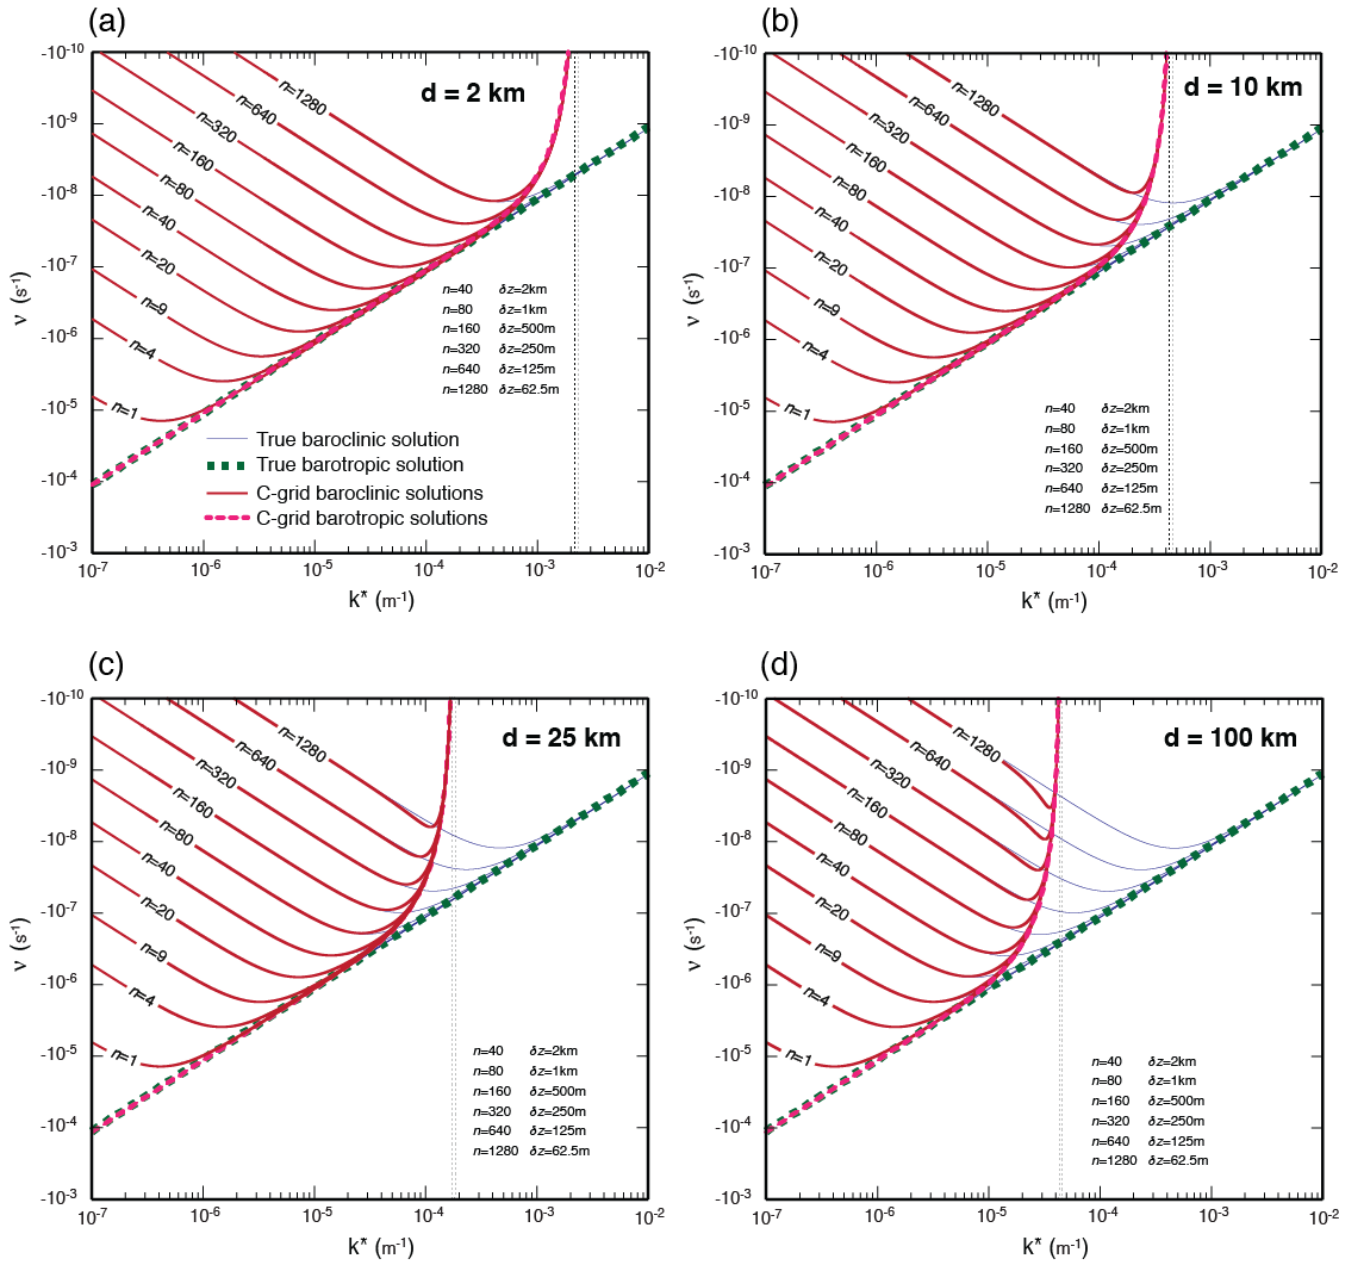 (a)
d = 2 km
-10-10
-10-9
-10-8
-10-7
-10-6
-10-5
-10-4
-10-3
ν (s-1)
n=1280
n=640
n=320
n=160
n=80
n=40
n=20
n=9
n=4
n=1
n=40 δz=2km
n=80 δz=1km
n=160 δz=500m
n=320 δz=250m
n=640 δz=125m
n=1280 δz=62.5m
True baroclinic solution
True barotropic solution
C-grid baroclinic solutions
C-grid barotropic solutions
10-7 10-6 10-5 10-4 10-3 10-2
k* (m-1)
(b)
d = 10 km
-10-10
-10-9
-10-8
-10-7
-10-6
-10-5
-10-4
-10-3
ν (s-1)
n=1280
n=640
n=320
n=160
n=80
n=40
n=20
n=9
n=4
n=1
n=40 δz=2km
n=80 δz=1km
n=160 δz=500m
n=320 δz=250m
n=640 δz=125m
n=1280 δz=62.5m
10-7 10-6 10-5 10-4 10-3 10-2
k* (m-1)
(c)
d = 25 km
-10-10
-10-9
-10-8
-10-7
-10-6
-10-5
-10-4
-10-3
ν (s-1)
n=1280
n=640
n=320
n=160
n=80
n=40
n=20
n=9
n=4
n=1
n=40 δz=2km
n=80 δz=1km
n=160 δz=500m
n=320 δz=250m
n=640 δz=125m
n=1280 δz=62.5m
10-7 10-6 10-5 10-4 10-3 10-2
k* (m-1)
(d)
d = 100 km
-10-10
-10-9
-10-8
-10-7
-10-6
-10-5
-10-4
-10-3
ν (s-1)
n=1280
n=640
n=320
n=160
n=80
n=40
n=20
n=9
n=4
n=1
n=40 δz=2km
n=80 δz=1km
n=160 δz=500m
n=320 δz=250m
n=640 δz=125m
n=1280 δz=62.5m
10-7 10-6 10-5 10-4 10-3 10-2
k* (m-1)